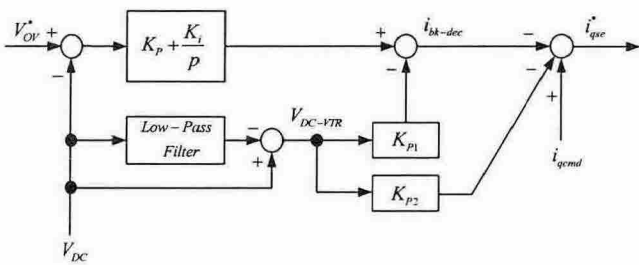 V*OV + − KP + Ki/p + − ibk−dec − − + i*qse
Low−Pass
Filter
− + VDC−VTR
KP1
KP2
iqcmd
VDC